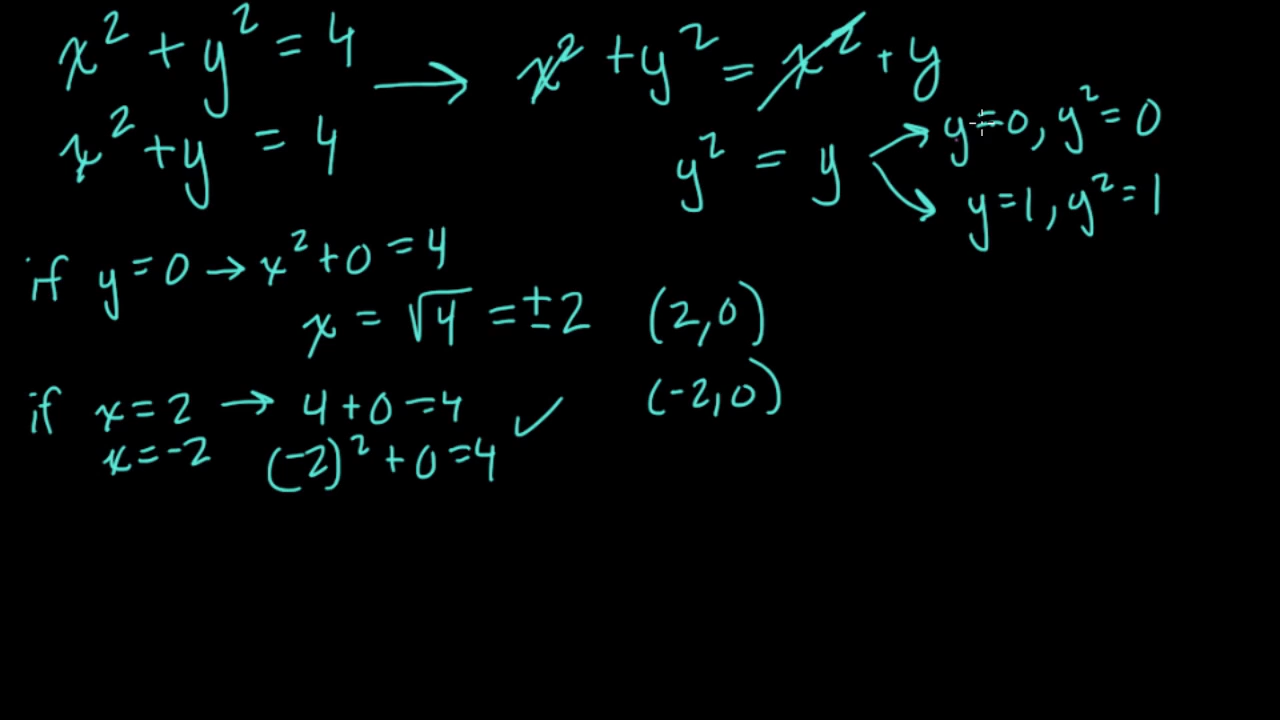 x² + y² = 4 → x² + y² = x² + y
x² + y = 4
y² = y
y = 0, y² = 0
y = 1, y² = 1
if y = 0 → x² + 0 = 4
x = √4 = ±2 (2,0)
(-2,0)
if x = 2 → 4 + 0 = 4 ✓
x = -2 (-2)² + 0 = 4